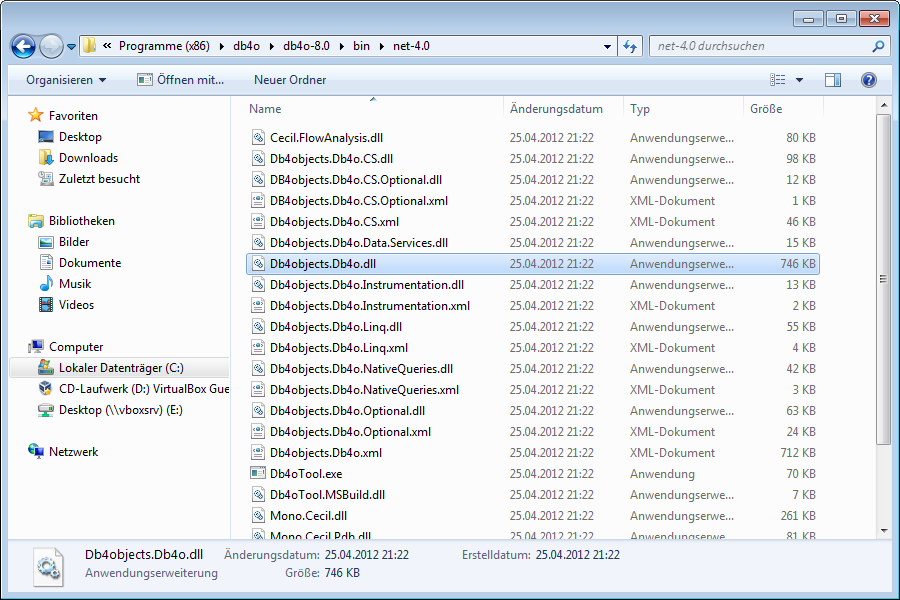 « Programme (x86) db4o db4o-8.0 bin net-4.0 net-4.0 durchsuchen
Organisieren Öffnen mit... Neuer Ordner
Favoriten
Desktop
Downloads
Zuletzt besucht
Bibliotheken
Bilder
Dokumente
Musik
Videos
Computer
Lokaler Datenträger (C:)
CD-Laufwerk (D:) VirtualBox Gue
Desktop (\\vboxsrv) (E:)
Netzwerk
Name Änderungsdatum Typ Größe
Cecil.FlowAnalysis.dll 25.04.2012 21:22 Anwendungserwe... 80 KB
Db4objects.Db4o.CS.dll 25.04.2012 21:22 Anwendungserwe... 98 KB
DB4objects.Db4o.CS.Optional.dll 25.04.2012 21:22 Anwendungserwe... 12 KB
DB4objects.Db4o.CS.Optional.xml 25.04.2012 21:22 XML-Dokument 1 KB
Db4objects.Db4o.CS.xml 25.04.2012 21:22 XML-Dokument 46 KB
Db4objects.Db4o.Data.Services.dll 25.04.2012 21:22 Anwendungserwe... 15 KB
Db4objects.Db4o.dll 25.04.2012 21:22 Anwendungserwe... 746 KB
Db4objects.Db4o.Instrumentation.dll 25.04.2012 21:22 Anwendungserwe... 13 KB
Db4objects.Db4o.Instrumentation.xml 25.04.2012 21:22 XML-Dokument 2 KB
Db4objects.Db4o.Linq.dll 25.04.2012 21:22 Anwendungserwe... 55 KB
Db4objects.Db4o.Linq.xml 25.04.2012 21:22 XML-Dokument 4 KB
Db4objects.Db4o.NativeQueries.dll 25.04.2012 21:22 Anwendungserwe... 42 KB
Db4objects.Db4o.NativeQueries.xml 25.04.2012 21:22 XML-Dokument 3 KB
Db4objects.Db4o.Optional.dll 25.04.2012 21:22 Anwendungserwe... 63 KB
Db4objects.Db4o.Optional.xml 25.04.2012 21:22 XML-Dokument 24 KB
Db4objects.Db4o.xml 25.04.2012 21:22 XML-Dokument 712 KB
Db4oTool.exe 25.04.2012 21:22 Anwendung 70 KB
Db4oTool.MSBuild.dll 25.04.2012 21:22 Anwendungserwe... 7 KB
Mono.Cecil.dll 25.04.2012 21:22 Anwendungserwe... 261 KB
Mono.Cecil.Pdb.dll 25.04.2012 21:22 Anwendungserwe... 81 KB
Db4objects.Db4o.dll Änderungsdatum: 25.04.2012 21:22 Erstelldatum: 25.04.2012 21:22
Anwendungserweiterung Größe: 746 KB